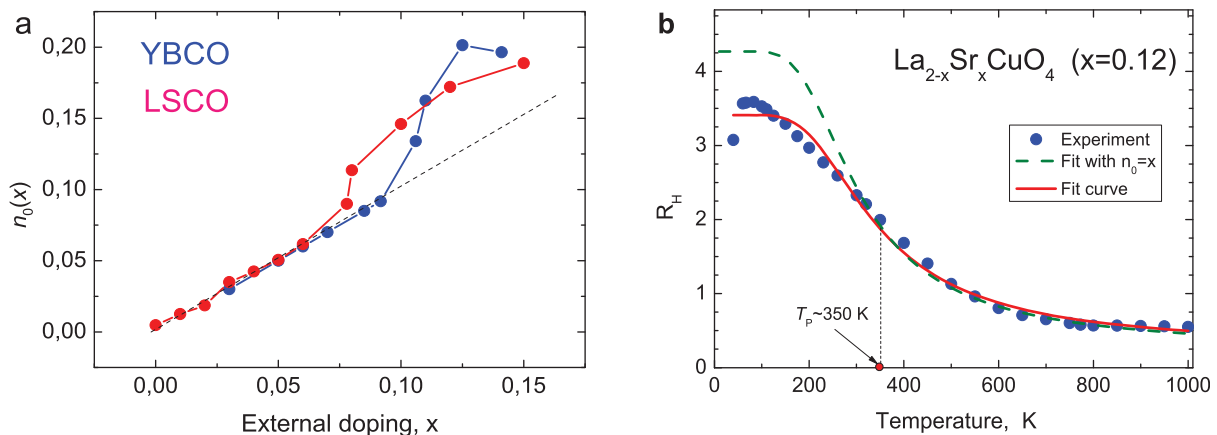 a
YBCO
LSCO
n₀(x)
0,20
0,15
0,10
0,05
0,00
0,00 0,05 0,10 0,15
External doping, x
b
La₂₋ₓSrₓCuO₄ (x=0.12)
Experiment
Fit with n₀=x
Fit curve
R_H
4
3
2
1
0
Tₚ~350 K
0 200 400 600 800 1000
Temperature, K